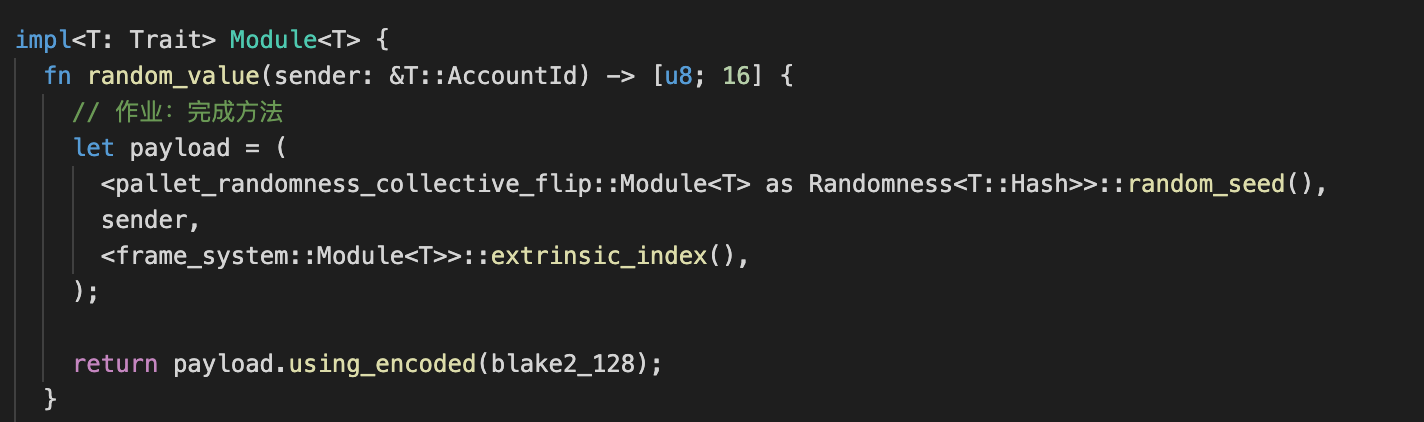 impl<T: Trait> Module<T> {
fn random_value(sender: &T::AccountId) -> [u8; 16] {
// 作业：完成方法
let payload = (
<pallet_randomness_collective_flip::Module<T> as Randomness<T::Hash>>::random_seed(),
sender,
<frame_system::Module<T>>::extrinsic_index(),
);
return payload.using_encoded(blake2_128);
}